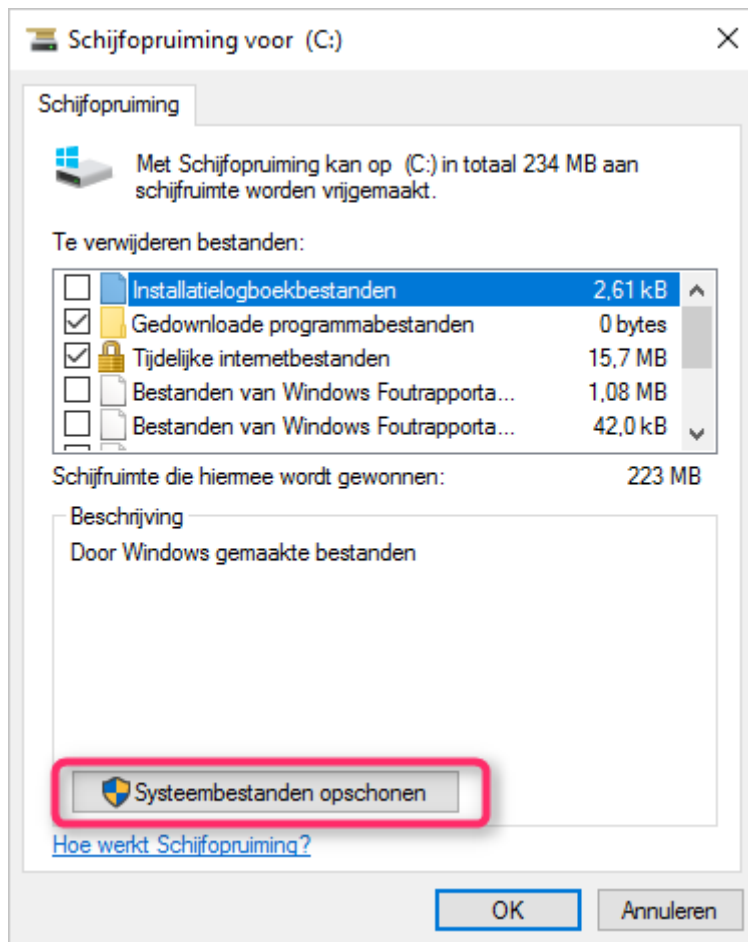 Schijfopruiming voor (C:)
Schijfopruiming
Met Schijfopruiming kan op (C:) in totaal 234 MB aan
schijfruimte worden vrijgemaakt.
Te verwijderen bestanden:
Installatielogboekbestanden 2,61 kB
Gedownloade programmabestanden 0 bytes
Tijdelijke internetbestanden 15,7 MB
Bestanden van Windows Foutrapporta... 1,08 MB
Bestanden van Windows Foutrapporta... 42,0 kB
Schijfruimte die hiermee wordt gewonnen: 223 MB
Beschrijving
Door Windows gemaakte bestanden
Systeembestanden opschonen
Hoe werkt Schijfopruiming?
OK Annuleren